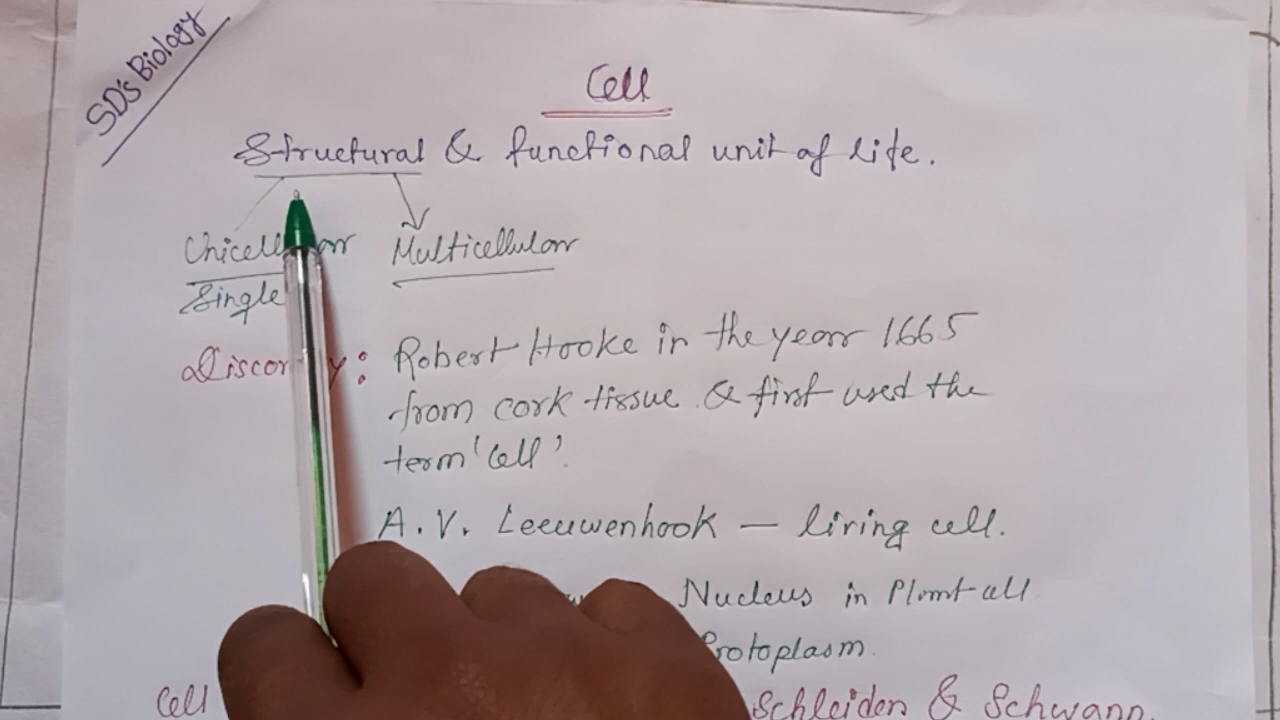 SD's Biology
Cell
Structural & functional unit of life.
Multicellular
Single
Robert Hooke in the year 1665
from cork tissue & first used the
term 'Cell'.
A. V. Leeuwenhook — living cell.
Nucleus in Plant cell
Cell Schleiden & Schwann.